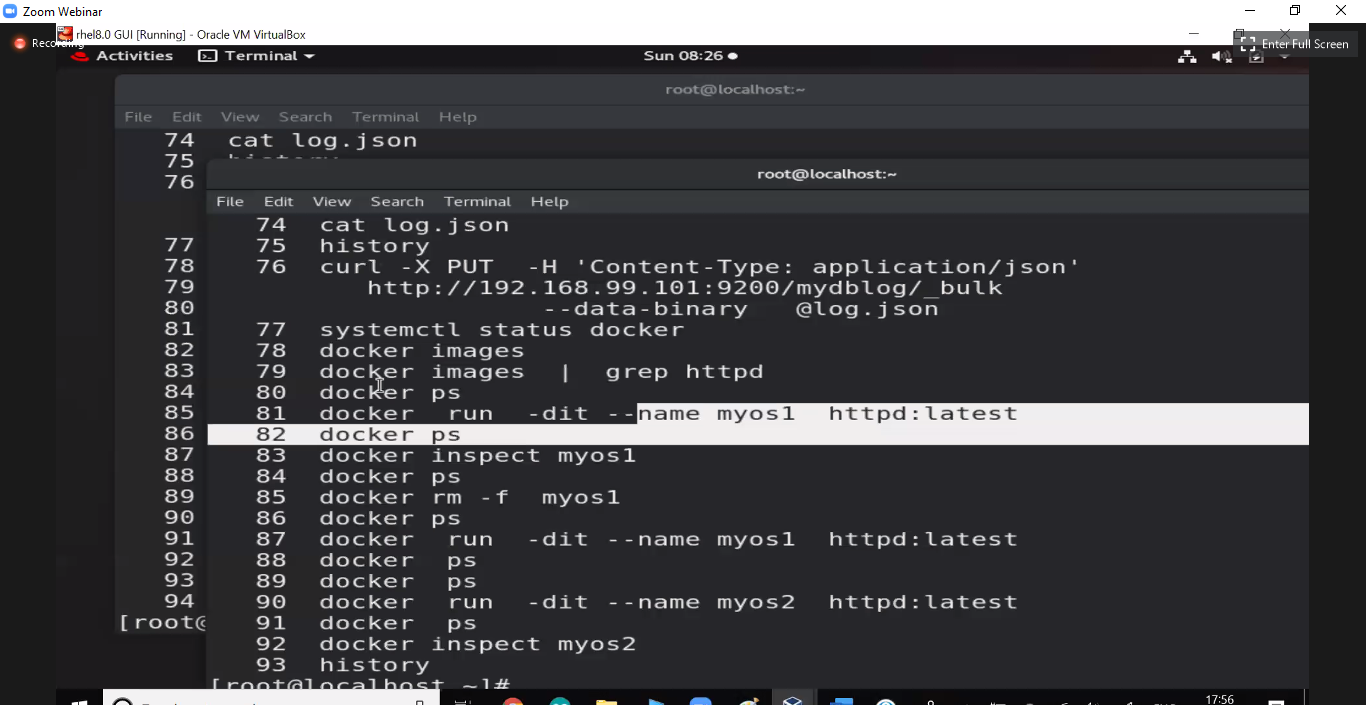 Zoom Webinar
rhel8.0 GUI [Running] - Oracle VM VirtualBox
Recording
Enter Full Screen
Activities Terminal Sun 08:26
root@localhost:~
File Edit View Search Terminal Help
74 cat log.json
75
76
77
78
79
80
81
82
83
84
85
86
87
88
89
90
91
92
93
94
[root@
root@localhost:~
File Edit View Search Terminal Help
74 cat log.json
75 history
76 curl -X PUT -H 'Content-Type: application/json'
http://192.168.99.101:9200/mydblog/_bulk
--data-binary @log.json
77 systemctl status docker
78 docker images
79 docker images | grep httpd
80 docker ps
81 docker run -dit --name myos1 httpd:latest
82 docker ps
83 docker inspect myos1
84 docker ps
85 docker rm -f myos1
86 docker ps
87 docker run -dit --name myos1 httpd:latest
88 docker ps
89 docker ps
90 docker run -dit --name myos2 httpd:latest
91 docker ps
92 docker inspect myos2
93 history
[root@localhost ~]#
17:56